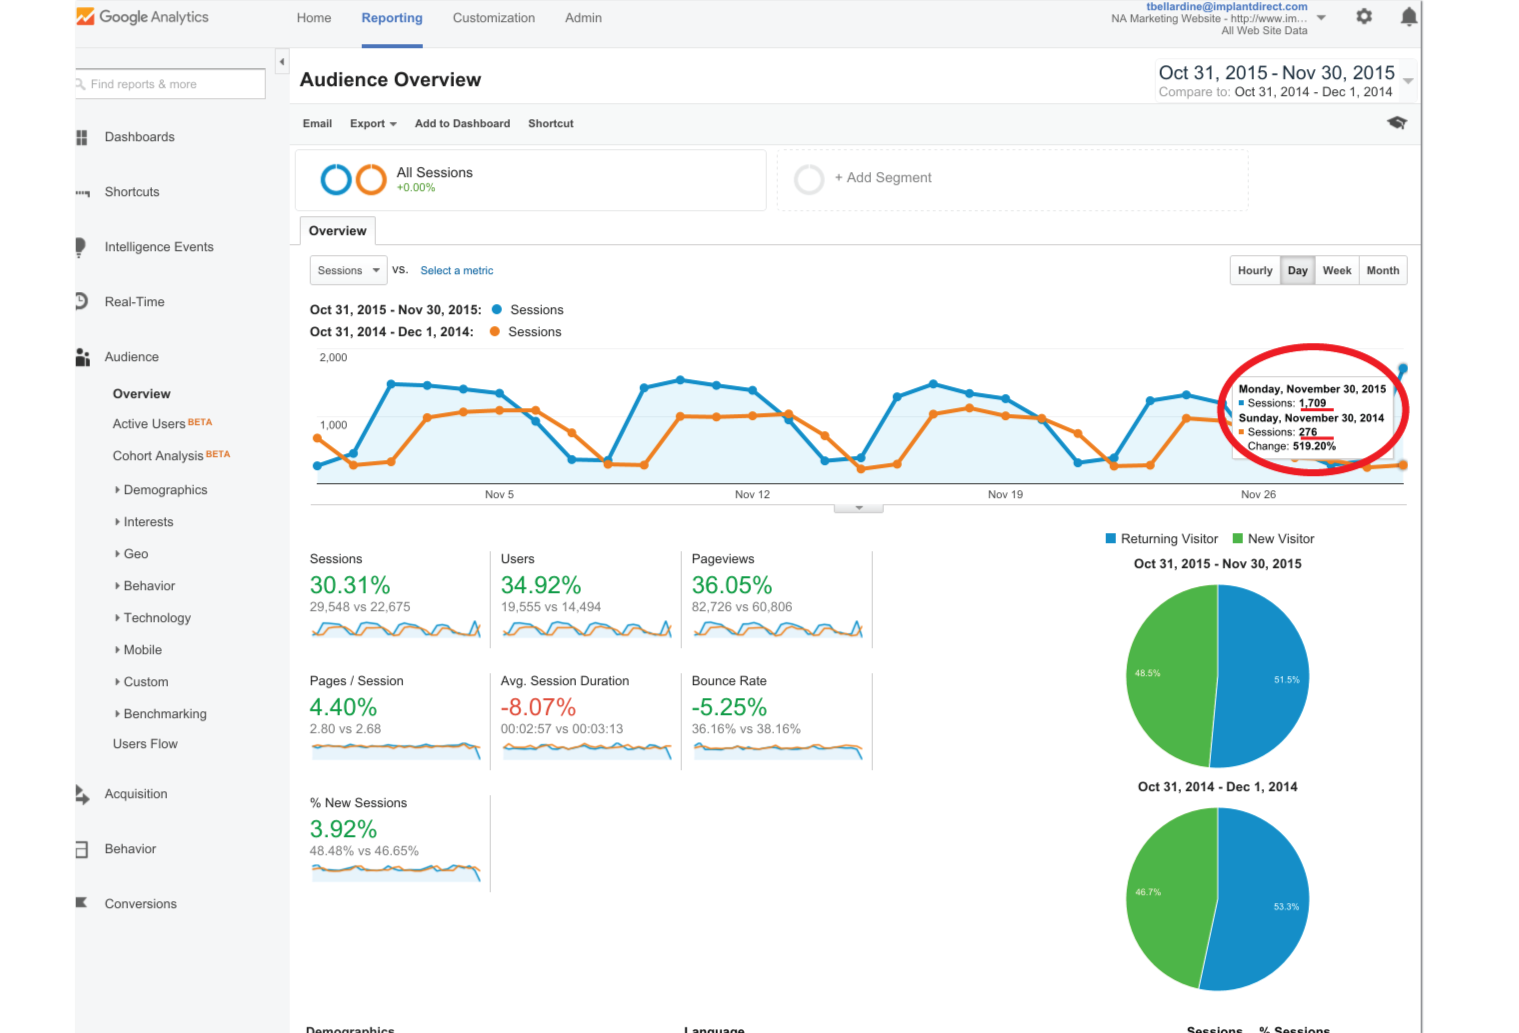 Google Analytics
Home Reporting Customization Admin
tbellardine@implantdirect.com
NA Marketing Website - http://www.im...
All Web Site Data
Find reports & more
Dashboards
Shortcuts
Intelligence Events
Real-Time
Audience
Overview
Active Users BETA
Cohort Analysis BETA
Demographics
Interests
Geo
Behavior
Technology
Mobile
Custom
Benchmarking
Users Flow
Acquisition
Behavior
Conversions
Audience Overview
Oct 31, 2015 - Nov 30, 2015
Compare to: Oct 31, 2014 - Dec 1, 2014
Email Export Add to Dashboard Shortcut
All Sessions
+0.00%
+ Add Segment
Overview
Sessions VS. Select a metric
Hourly Day Week Month
Oct 31, 2015 - Nov 30, 2015: Sessions
Oct 31, 2014 - Dec 1, 2014: Sessions
2,000
1,000
Monday, November 30, 2015
Sessions: 1,709
Sunday, November 30, 2014
Sessions: 276
Change: 519.20%
Nov 5 Nov 12 Nov 19 Nov 26
Sessions
30.31%
29,548 vs 22,675
Users
34.92%
19,555 vs 14,494
Pageviews
36.05%
82,726 vs 60,806
Pages / Session
4.40%
2.80 vs 2.68
Avg. Session Duration
-8.07%
00:02:57 vs 00:03:13
Bounce Rate
-5.25%
36.16% vs 38.16%
% New Sessions
3.92%
48.48% vs 46.65%
Returning Visitor New Visitor
Oct 31, 2015 - Nov 30, 2015
48.5%
51.5%
Oct 31, 2014 - Dec 1, 2014
46.7%
53.3%
Demographics Language Sessions % Sessions